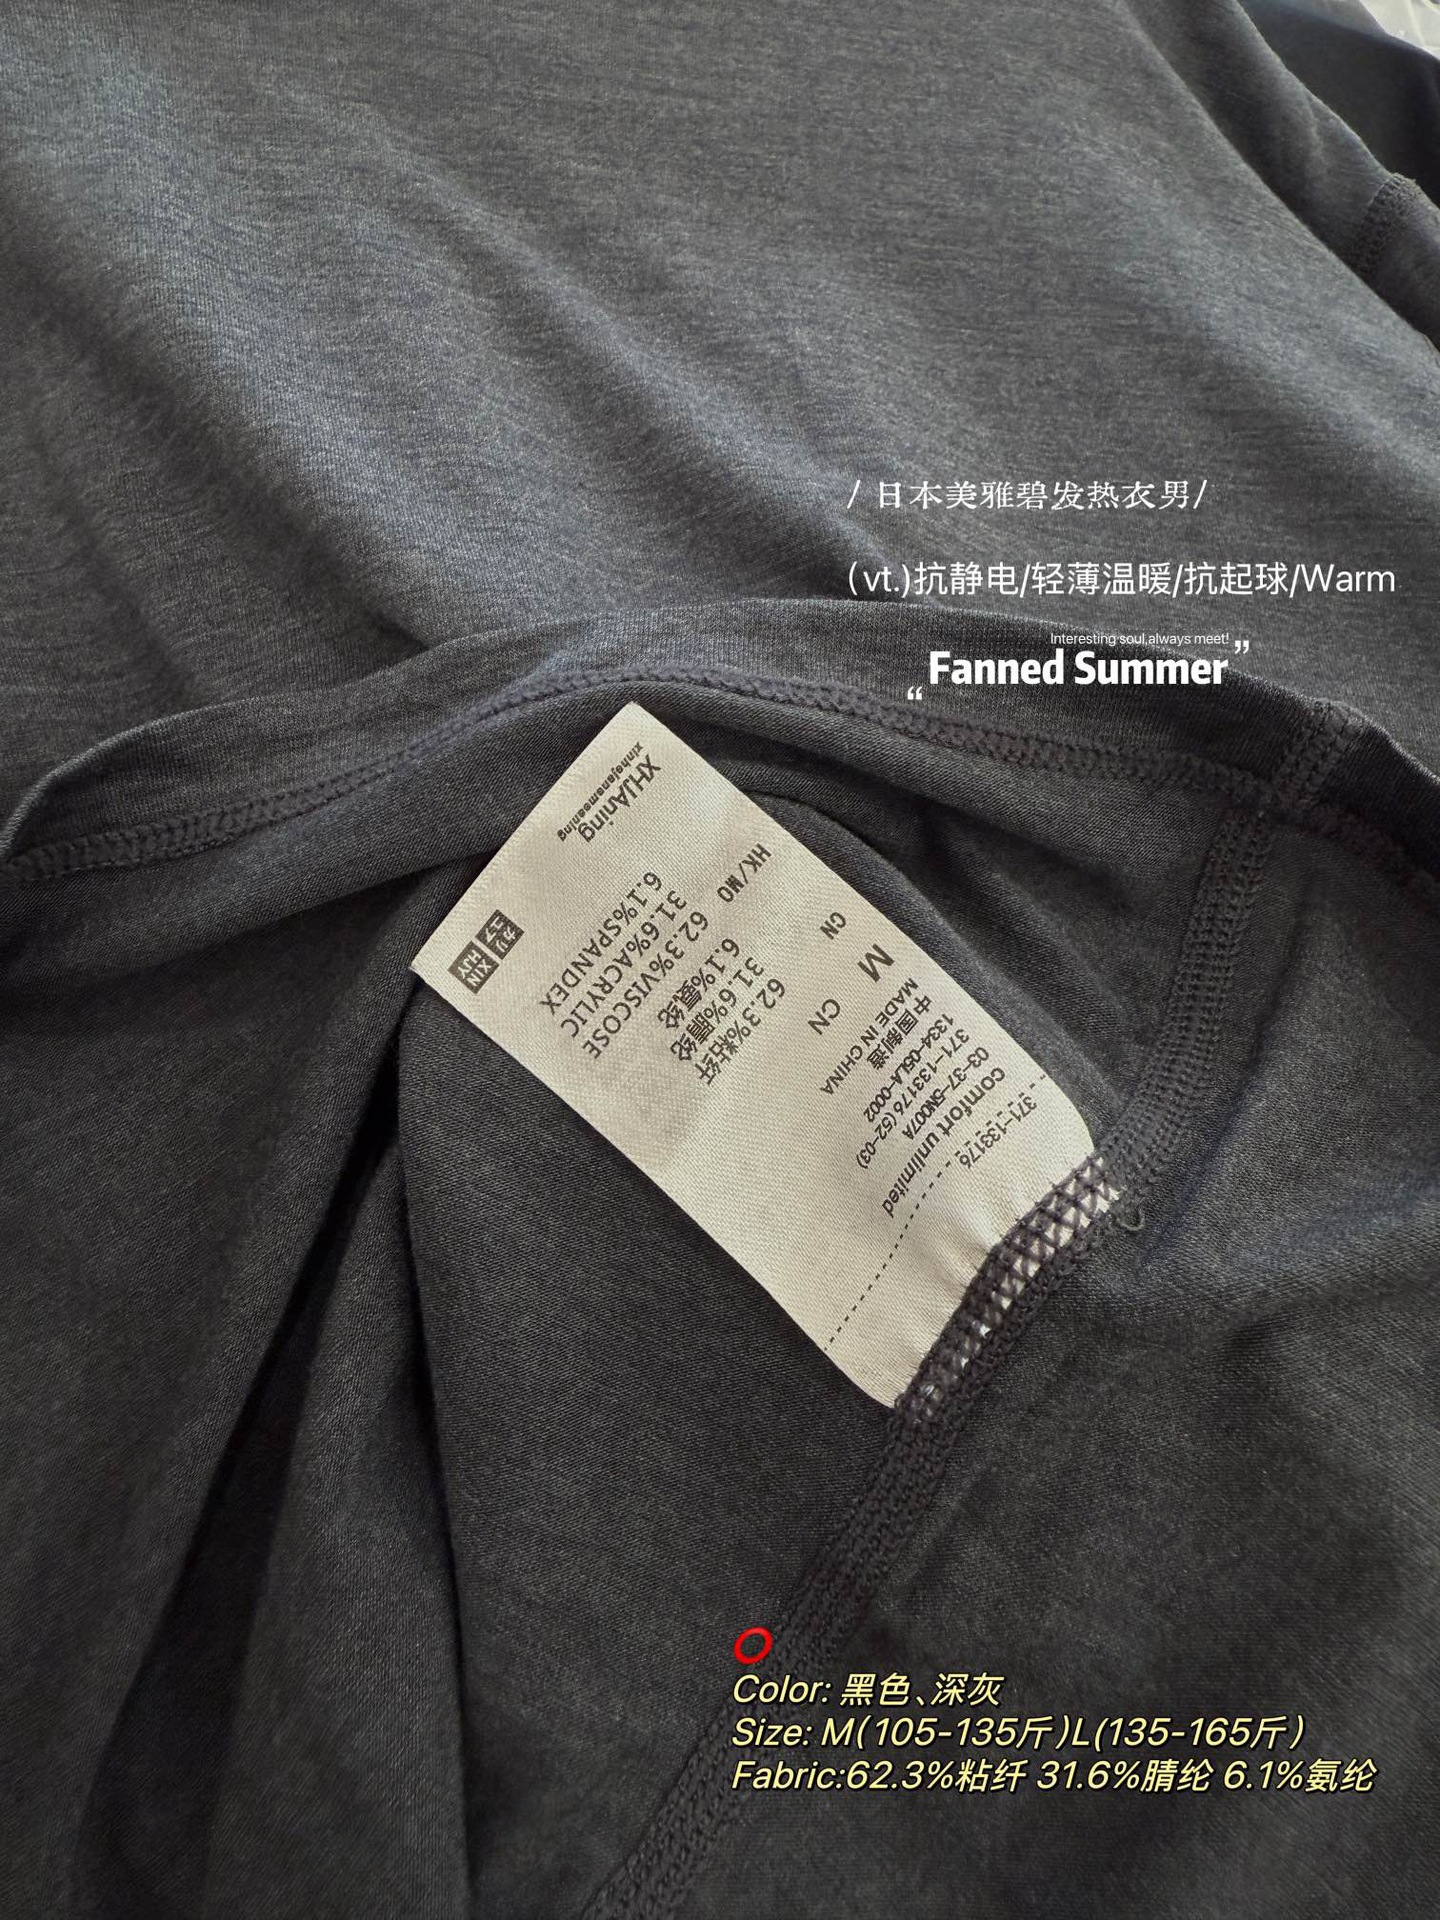 / 日本美雅碧发热衣男/
(vt.)抗静电/轻薄温暖/抗起球/Warm
Interesting soul,always meet!
“Fanned Summer”
XHJAning
xinhejanemeaning
HK/MO
62.3%VISCOSE
31.6%ACRYLIC
6.1%SPANDEX
CN
62.3%粘纤
31.6%腈纶
6.1%氨纶
M
CN
MADE IN CHINA
中国制造
1334-05LA-0002
371-133176(52-03)
03-37-5N007A
comfort unlimited
371-133176
Color: 黑色、深灰
Size: M(105-135斤)L(135-165斤)
Fabric:62.3%粘纤 31.6%腈纶 6.1%氨纶